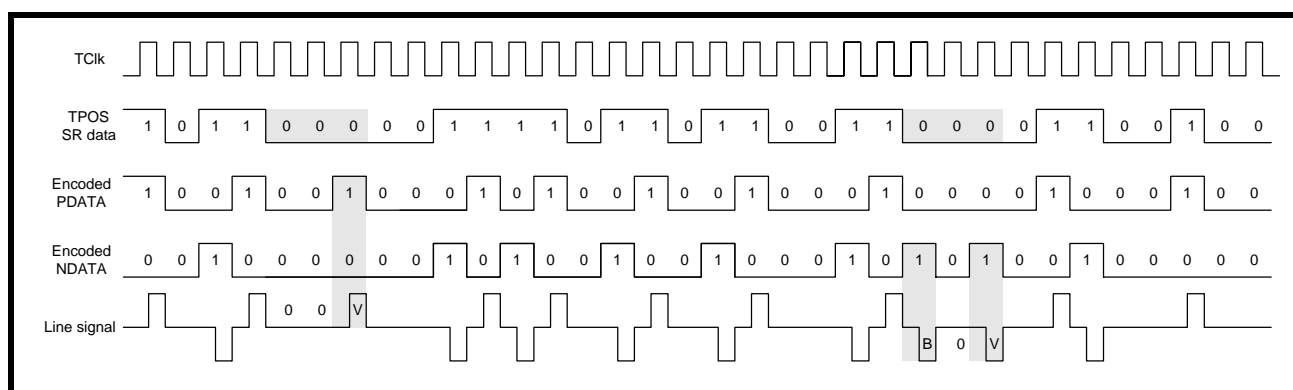 TClk
TPOS
SR data
1 0 1 1 0 0 0 0 0 1 1 1 1 0 1 1 0 1 1 0 0 1 1 0 0 0 0 1 1 0 0 1 0 0
Encoded
PDATA
1 0 0 1 0 0 1 0 0 0 1 0 1 0 0 1 0 0 1 0 0 0 1 0 0 0 0 1 0 0 0 1 0 0
Encoded
NDATA
0 0 1 0 0 0 0 0 0 1 0 1 0 0 1 0 0 1 0 0 0 1 0 1 0 1 0 0 1 0 0 0 0 0
Line signal
0 0 V
B 0 V